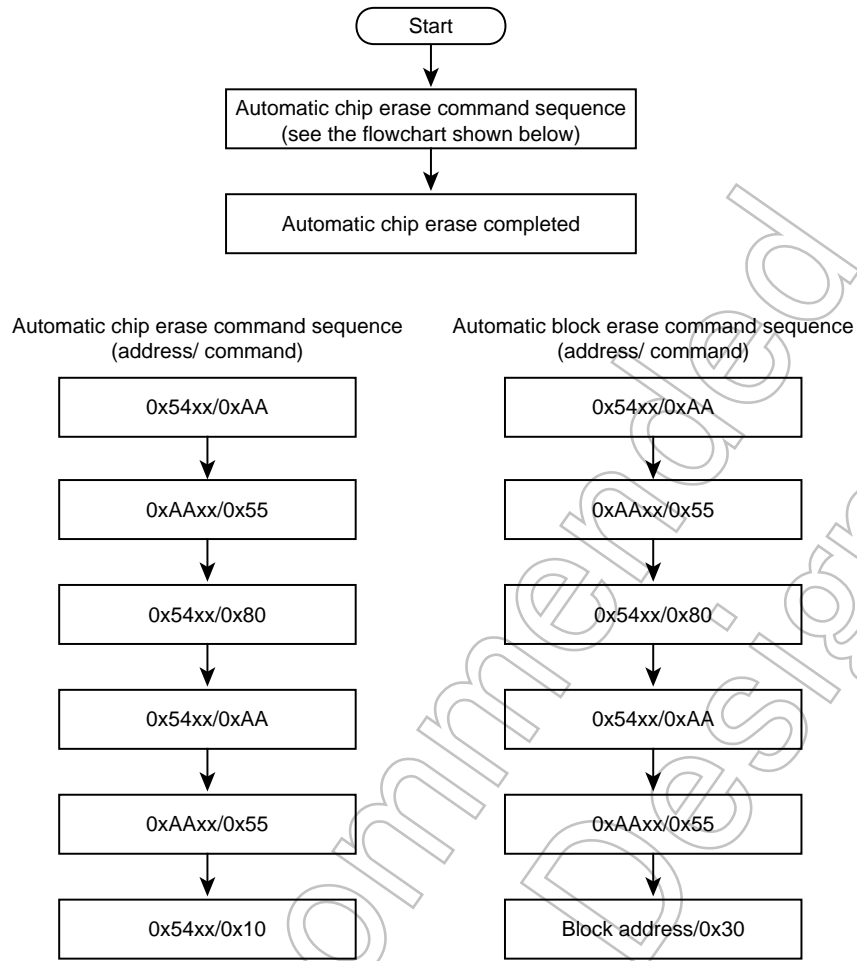 Start
Automatic chip erase command sequence
(see the flowchart shown below)
Automatic chip erase completed
Automatic chip erase command sequence
(address/ command)
0x54xx/0xAA
0xAAxx/0x55
0x54xx/0x80
0x54xx/0xAA
0xAAxx/0x55
0x54xx/0x10
Automatic block erase command sequence
(address/ command)
0x54xx/0xAA
0xAAxx/0x55
0x54xx/0x80
0x54xx/0xAA
0xAAxx/0x55
Block address/0x30
ommended
Desig